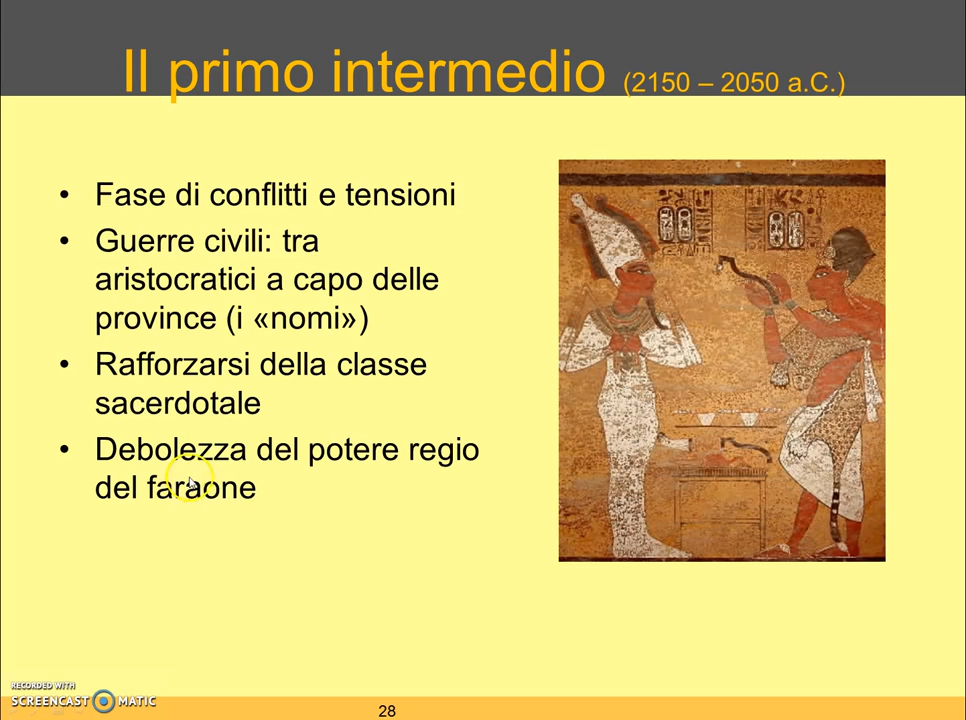 Il primo intermedio (2150 – 2050 a.C.)
• Fase di conflitti e tensioni
• Guerre civili: tra
aristocratici a capo delle
province (i «nomi»)
• Rafforzarsi della classe
sacerdotale
• Debolezza del potere regio
del faraone
RECORDED WITH
SCREENCAST MATIC
28